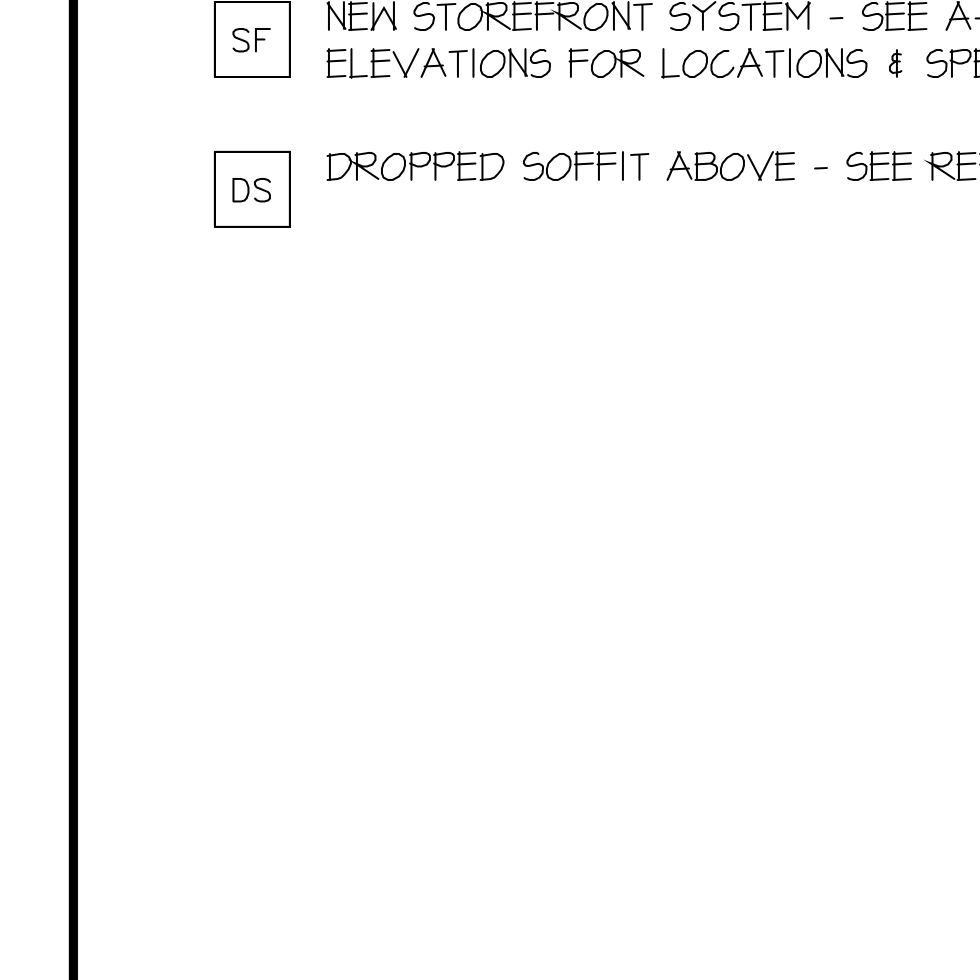 SF NEW STOREFRONT SYSTEM - SEE
ELEVATIONS FOR LOCATIONS &
DS DROPPED SOFFIT ABOVE - SEE